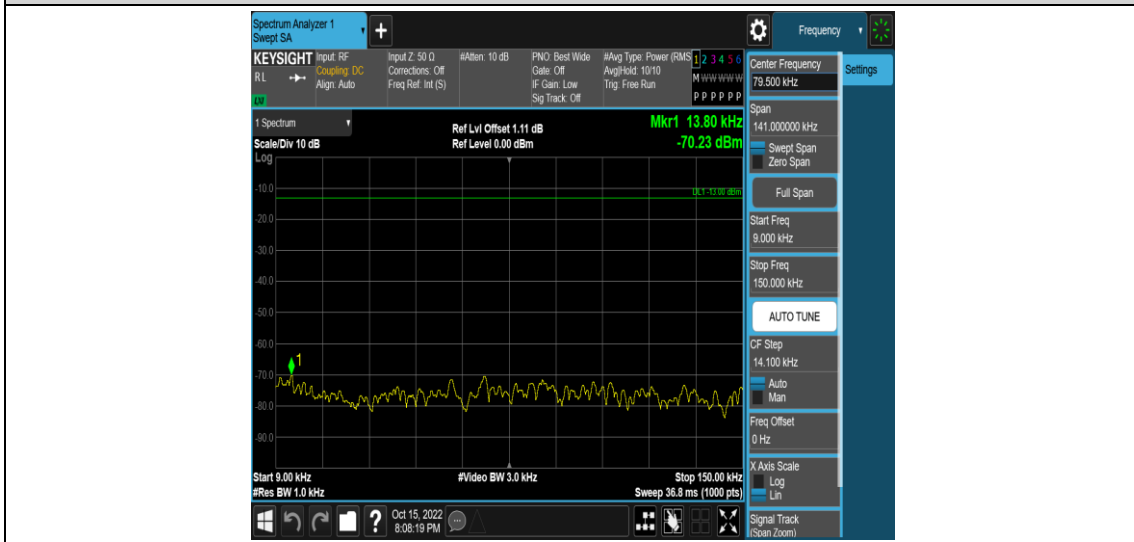 Spectrum Analyzer 1
Swept SA
+
Frequency
KEYSIGHT
RL
Input: RF
Coupling: DC
Align: Auto
Input Z: 50 Ω
Corrections: Off
Freq Ref: Int (S)
#Atten: 10 dB
PNO: Best Wide
Gate: Off
IF Gain: Low
Sig Track: Off
#Avg Type: Power (RMS
Avg|Hold: 10/10
Trig: Free Run
1 2 3 4 5 6
M W W W W W
P P P P P P
1 Spectrum
Scale/Div 10 dB
Log
Ref Lvl Offset 1.11 dB
Ref Level 0.00 dBm
Mkr1 13.80 kHz
-70.23 dBm
DL1 -13.00 dBm
-10.0
-20.0
-30.0
-40.0
-50.0
-60.0
-70.0
-80.0
-90.0
1
Start 9.00 kHz
#Res BW 1.0 kHz
#Video BW 3.0 kHz
Stop 150.00 kHz
Sweep 36.8 ms (1000 pts)
Center Frequency
79.500 kHz
Settings
Span
141.000000 kHz
Swept Span
Zero Span
Full Span
Start Freq
9.000 kHz
Stop Freq
150.000 kHz
AUTO TUNE
CF Step
14.100 kHz
Auto
Man
Freq Offset
0 Hz
X Axis Scale
Log
Lin
Signal Track
(Span Zoom)
?
Oct 15, 2022
8:08:19 PM